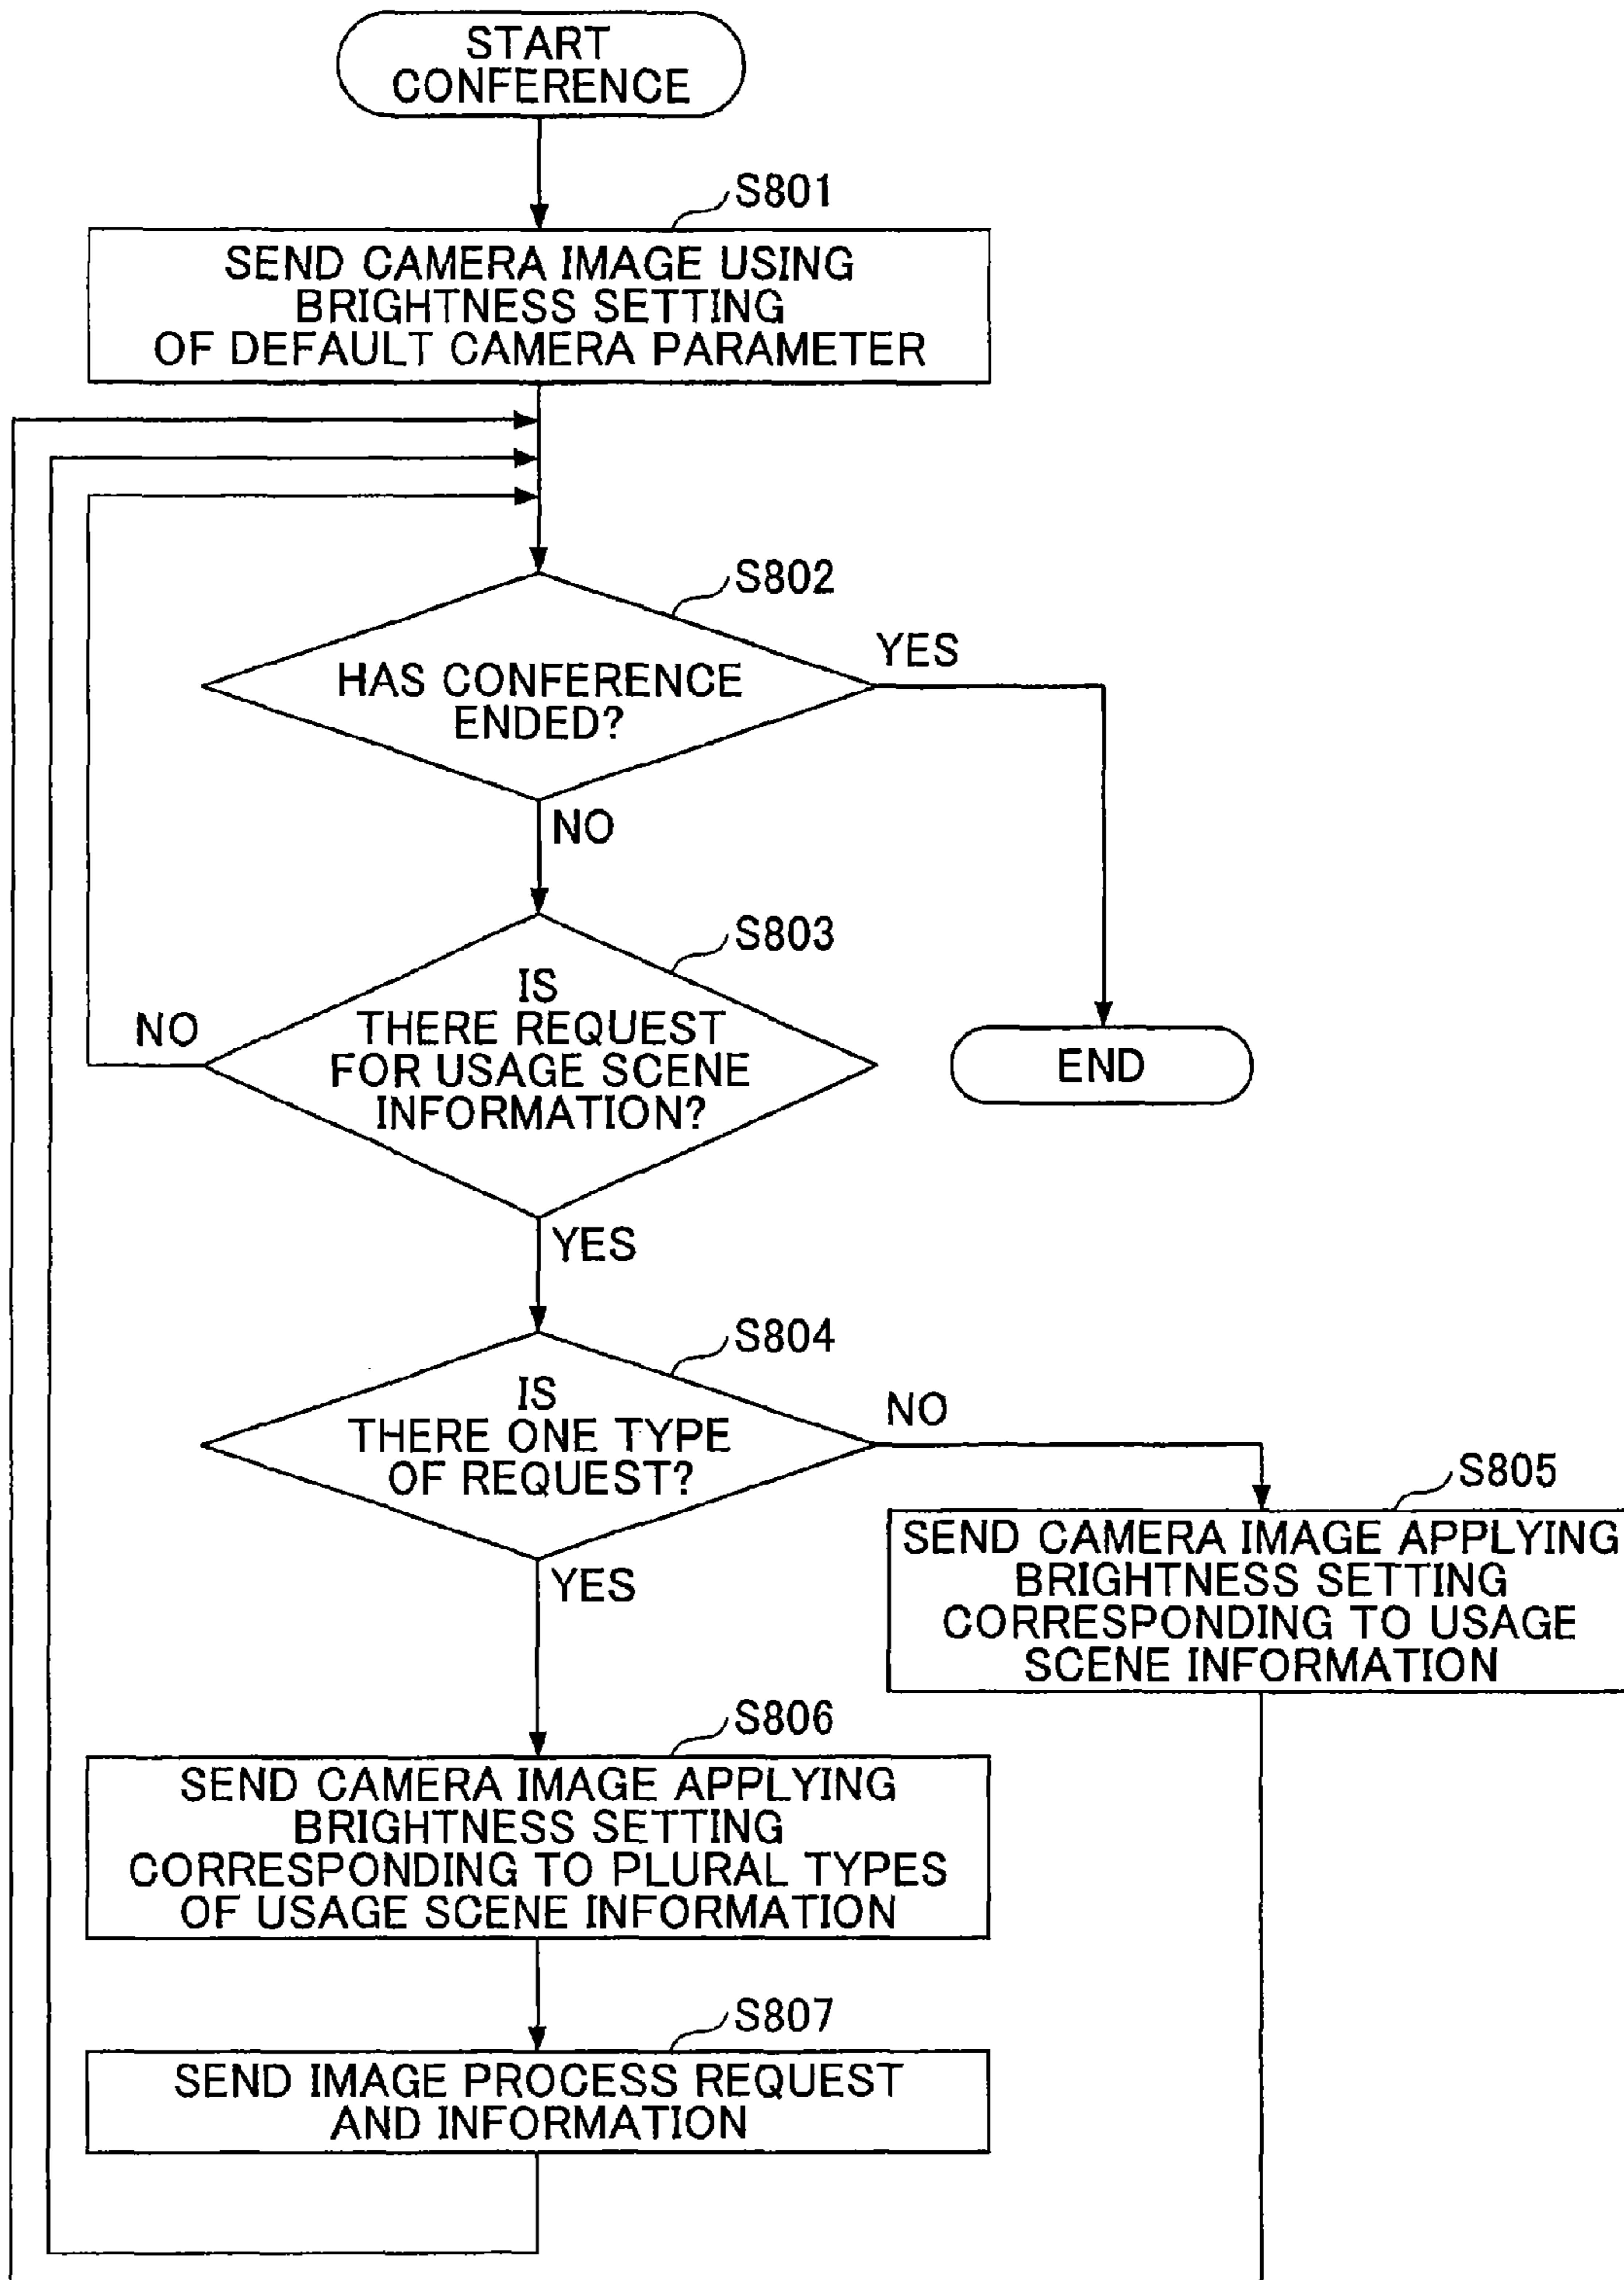 START
CONFERENCE
S801
SEND CAMERA IMAGE USING
BRIGHTNESS SETTING
OF DEFAULT CAMERA PARAMETER
S802
HAS CONFERENCE
ENDED?
YES
NO
S803
IS
THERE REQUEST
FOR USAGE SCENE
INFORMATION?
NO
END
YES
S804
IS
THERE ONE TYPE
OF REQUEST?
NO
YES
S805
SEND CAMERA IMAGE APPLYING
BRIGHTNESS SETTING
CORRESPONDING TO USAGE
SCENE INFORMATION
S806
SEND CAMERA IMAGE APPLYING
BRIGHTNESS SETTING
CORRESPONDING TO PLURAL TYPES
OF USAGE SCENE INFORMATION
S807
SEND IMAGE PROCESS REQUEST
AND INFORMATION